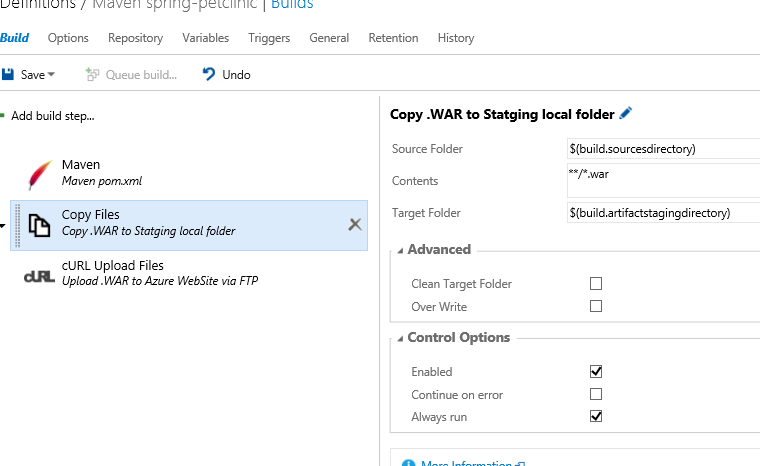 Definitions / Maven spring-petclinic | Builds
Build Options Repository Variables Triggers General Retention History
Save Queue build... Undo
Add build step...
Maven
Maven pom.xml
Copy Files
Copy .WAR to Statging local folder
cURL Upload Files
Upload .WAR to Azure WebSite via FTP
Copy .WAR to Statging local folder
Source Folder $(build.sourcesdirectory)
Contents **/*.war
Target Folder $(build.artifactstagingdirectory)
Advanced
Clean Target Folder
Over Write
Control Options
Enabled
Continue on error
Always run
More Information